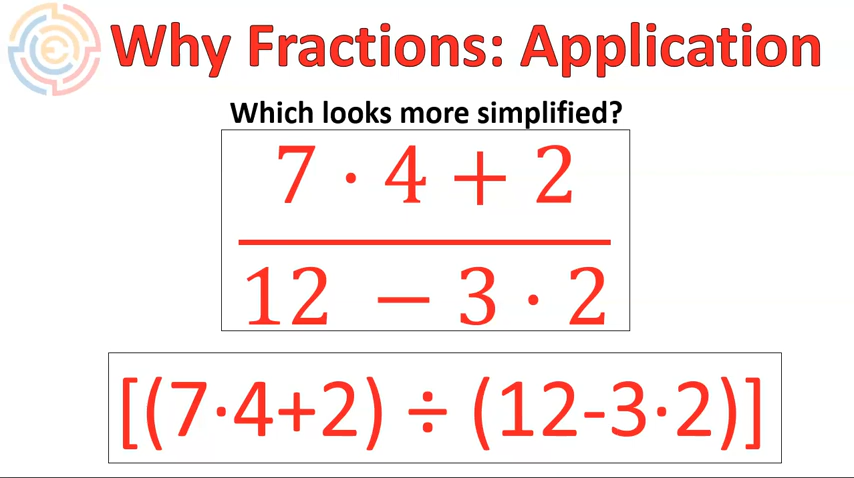 Why Fractions: Application
Which looks more simplified?
7 · 4 + 2
12 − 3 · 2
[(7·4+2) ÷ (12-3·2)]